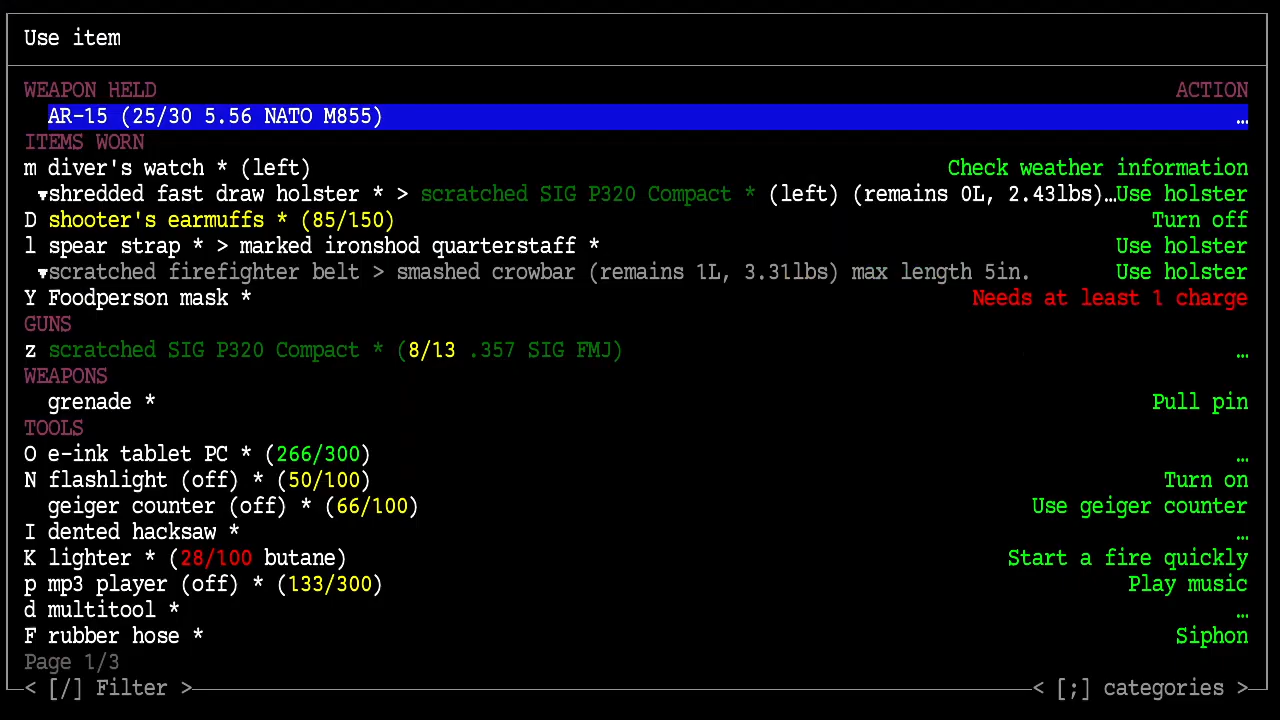 Use item
WEAPON HELD ACTION
AR-15 (25/30 5.56 NATO M855) …
ITEMS WORN
m diver's watch * (left) Check weather information
▾shredded fast draw holster * > scratched SIG P320 Compact * (left) (remains 0L, 2.43lbs)…Use holster
D shooter's earmuffs * (85/150) Turn off
l spear strap * > marked ironshod quarterstaff * Use holster
▾scratched firefighter belt > smashed crowbar (remains 1L, 3.31lbs) max length 5in. Use holster
Y Foodperson mask * Needs at least 1 charge
GUNS
z scratched SIG P320 Compact * (8/13 .357 SIG FMJ) …
WEAPONS
grenade * Pull pin
TOOLS
O e-ink tablet PC * (266/300) …
N flashlight (off) * (50/100) Turn on
geiger counter (off) * (66/100) Use geiger counter
I dented hacksaw * …
K lighter * (28/100 butane) Start a fire quickly
p mp3 player (off) * (133/300) Play music
d multitool * …
F rubber hose * Siphon
Page 1/3
< [/] Filter > < [;] categories >